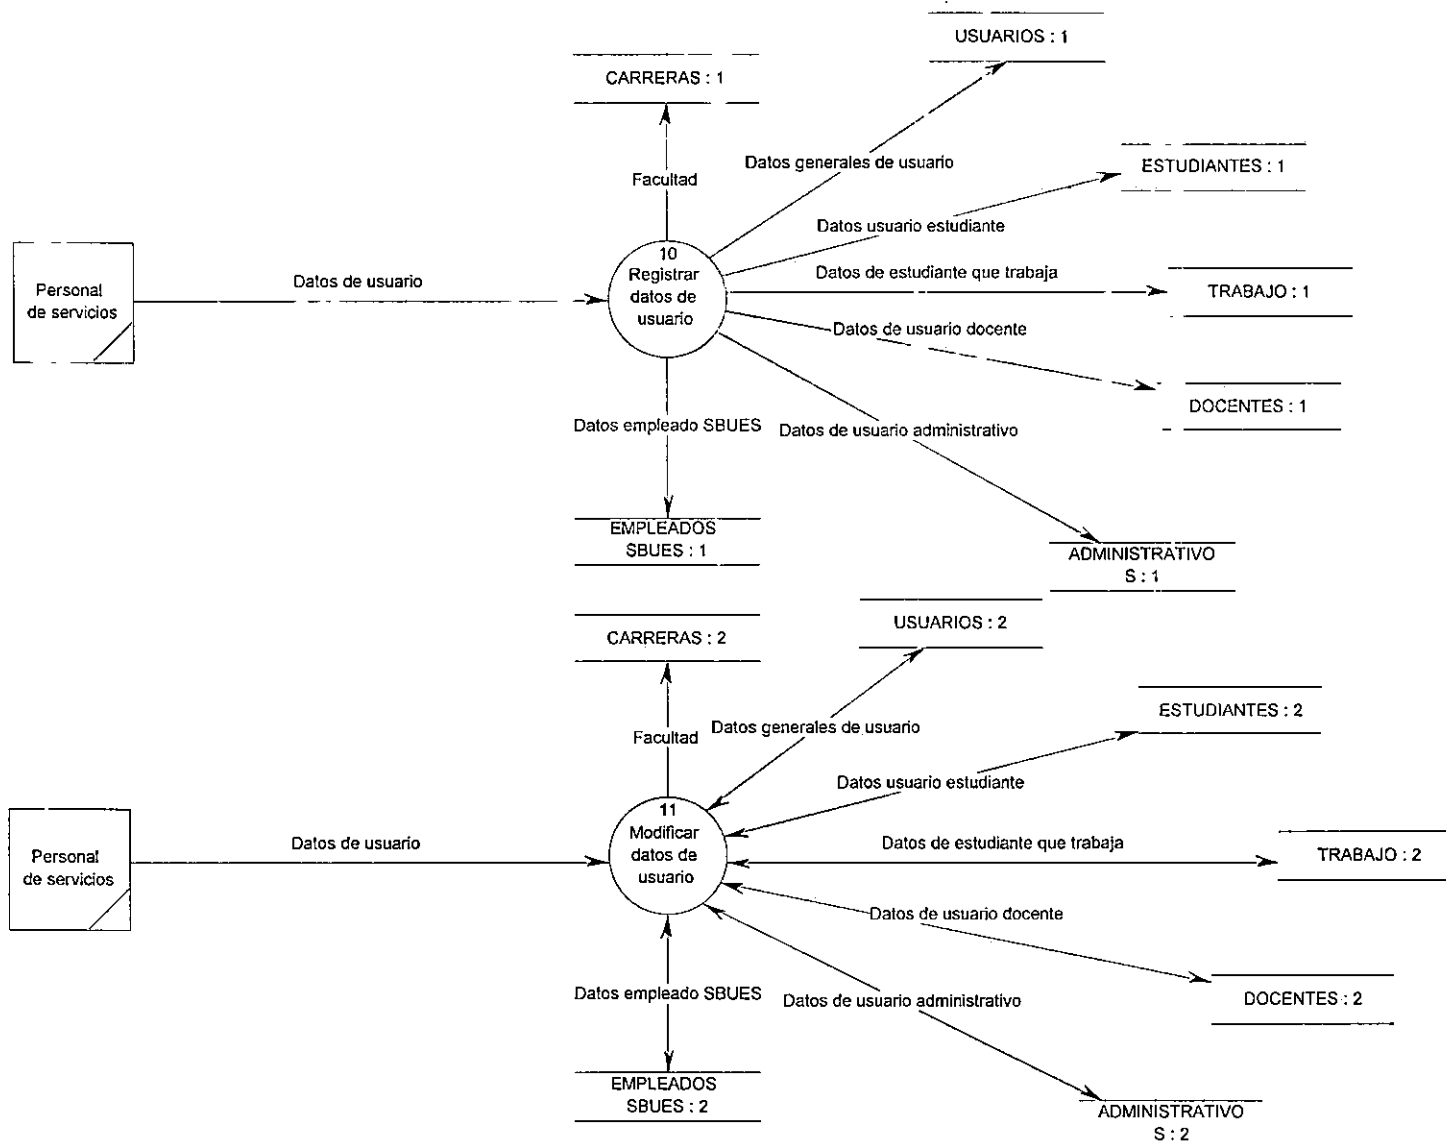 USUARIOS : 1
CARRERAS : 1
Datos generales de usuario
ESTUDIANTES : 1
Facultad
Datos usuario estudiante
10
Registrar
datos de
usuario
Datos de estudiante que trabaja
Datos de usuario
Personal
de servicios
TRABAJO : 1
Datos de usuario docente
DOCENTES : 1
Datos empleado SBUES
Datos de usuario administrativo
EMPLEADOS
SBUES : 1
ADMINISTRATIVO
S : 1
USUARIOS : 2
CARRERAS : 2
ESTUDIANTES : 2
Datos generales de usuario
Facultad
Datos usuario estudiante
11
Modificar
datos de
usuario
Datos de usuario
Datos de estudiante que trabaja
Personal
de servicios
TRABAJO : 2
Datos de usuario docente
Datos empleado SBUES
Datos de usuario administrativo
DOCENTES : 2
EMPLEADOS
SBUES : 2
ADMINISTRATIVO
S : 2